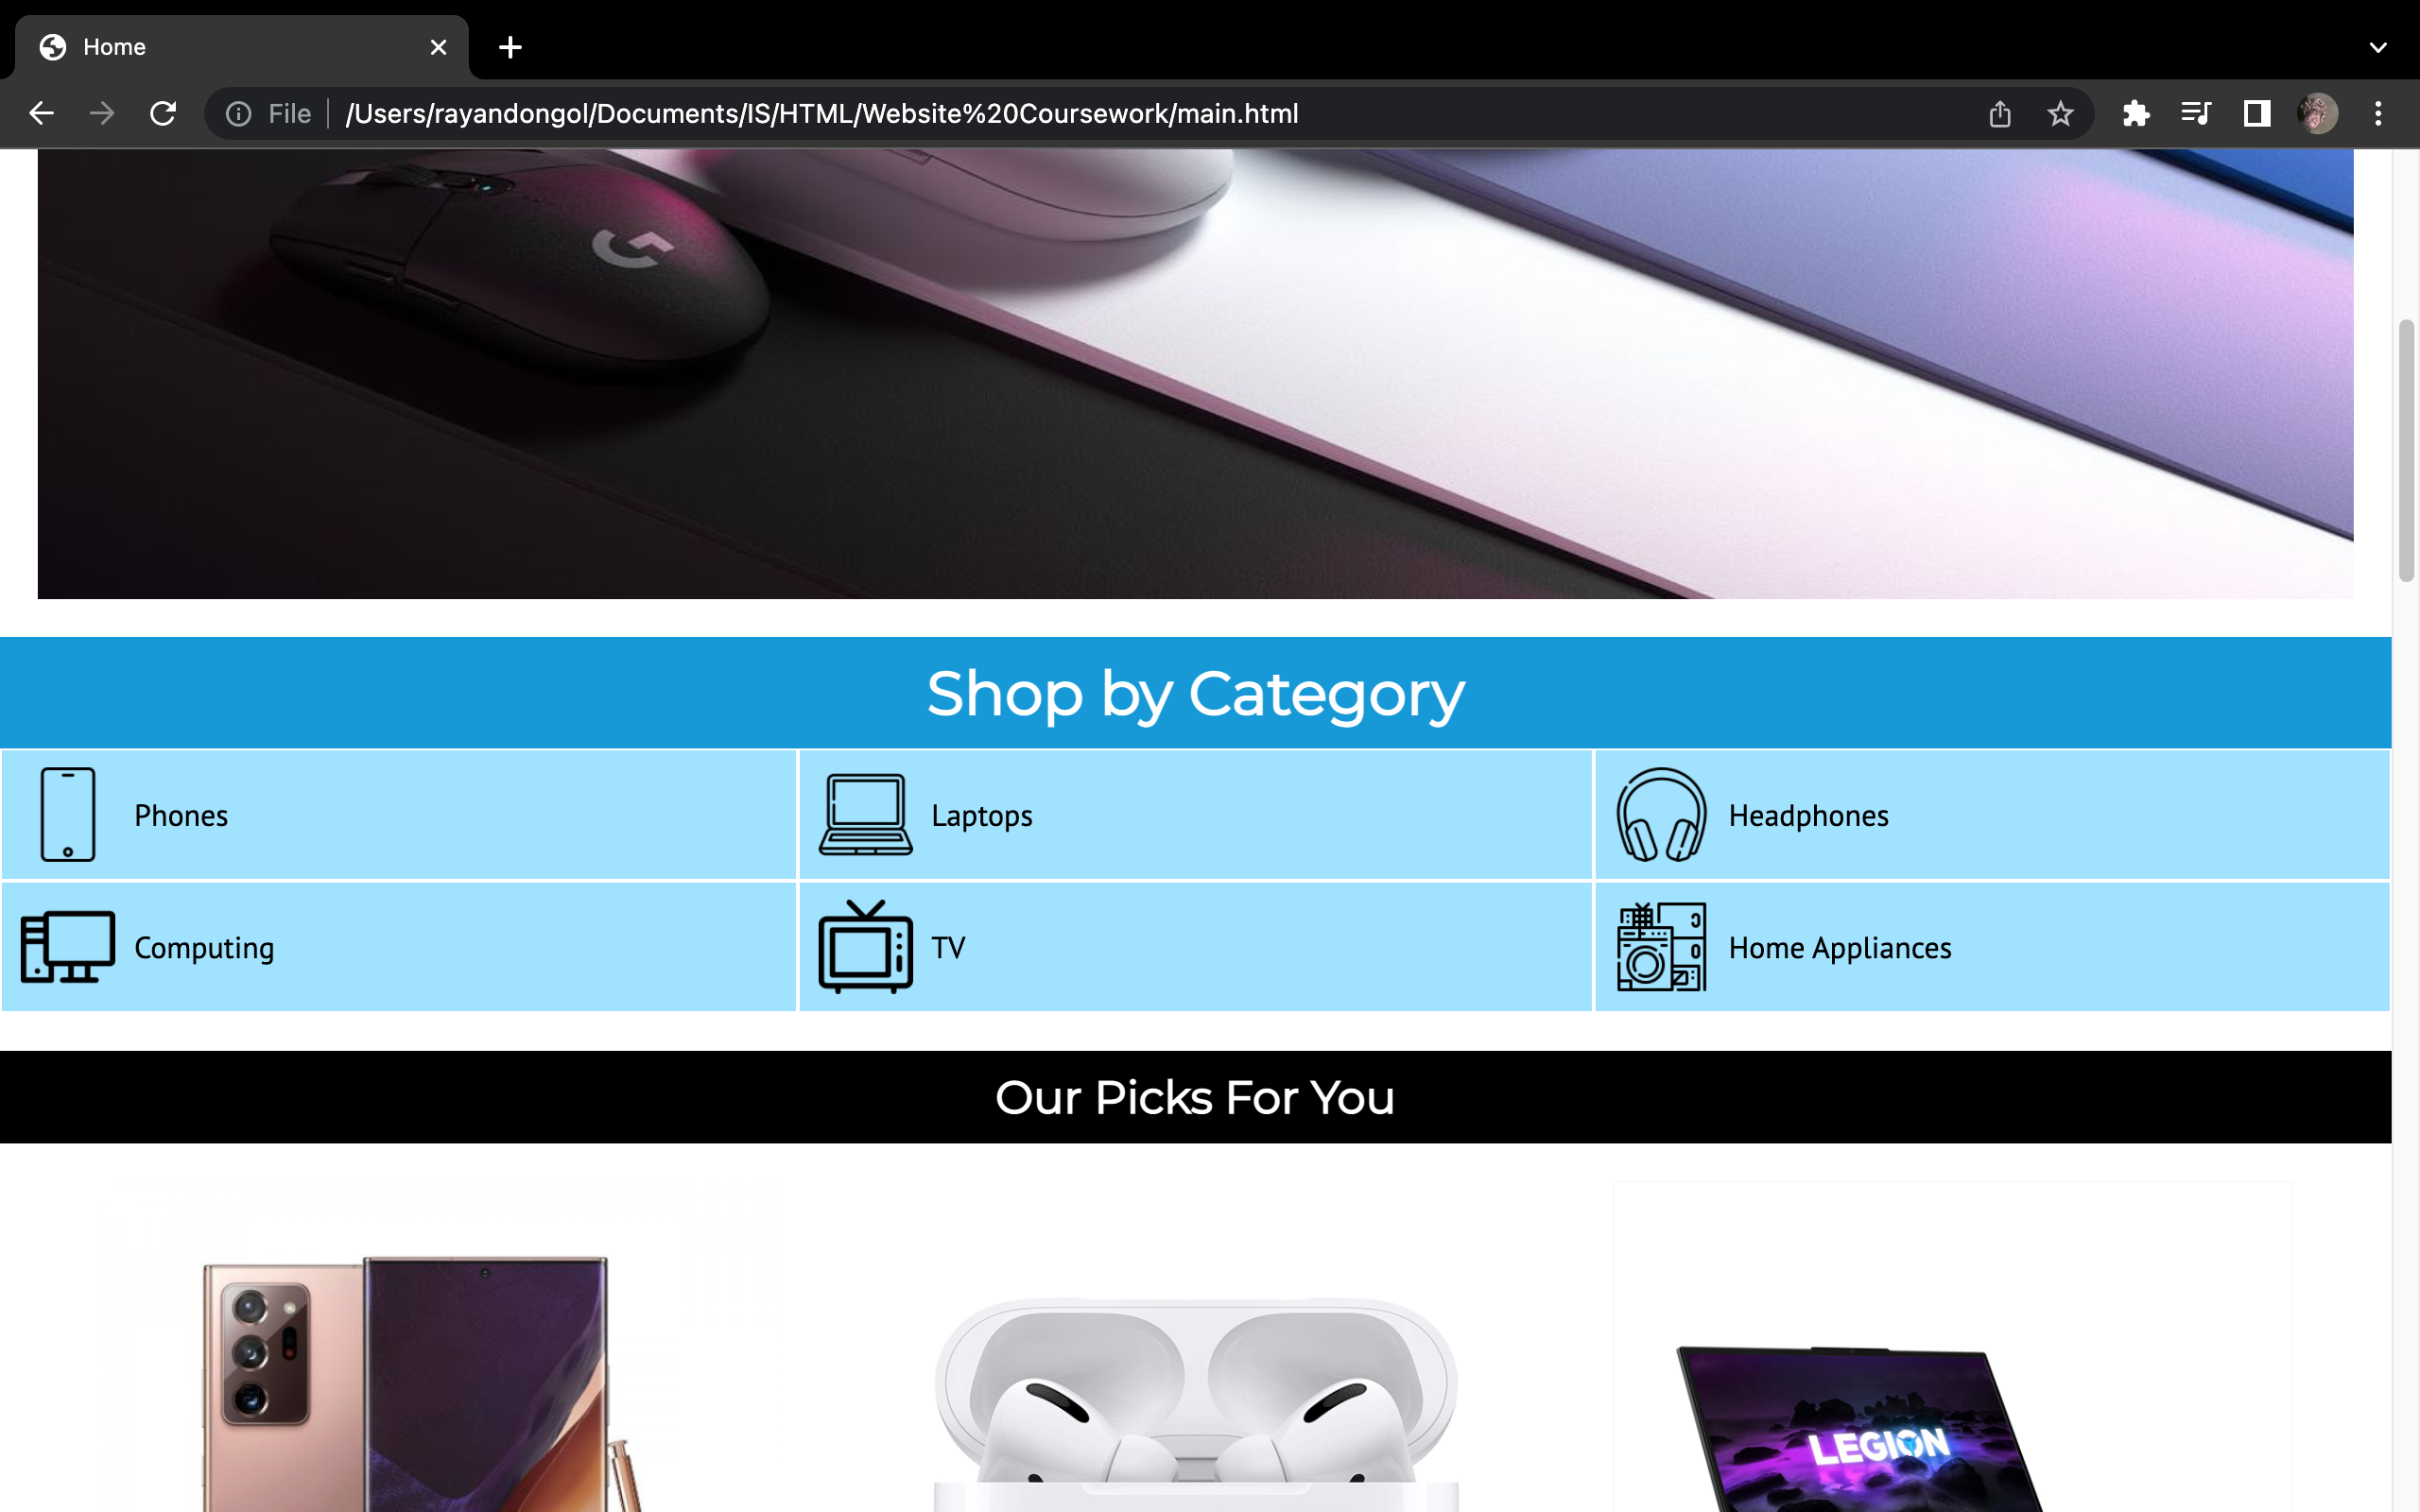 Home
File
/Users/rayandongol/Documents/IS/HTML/Website%20Coursework/main.html
G
Shop by Category
Phones
Laptops
Headphones
Computing
TV
Home Appliances
Our Picks For You
LEGION